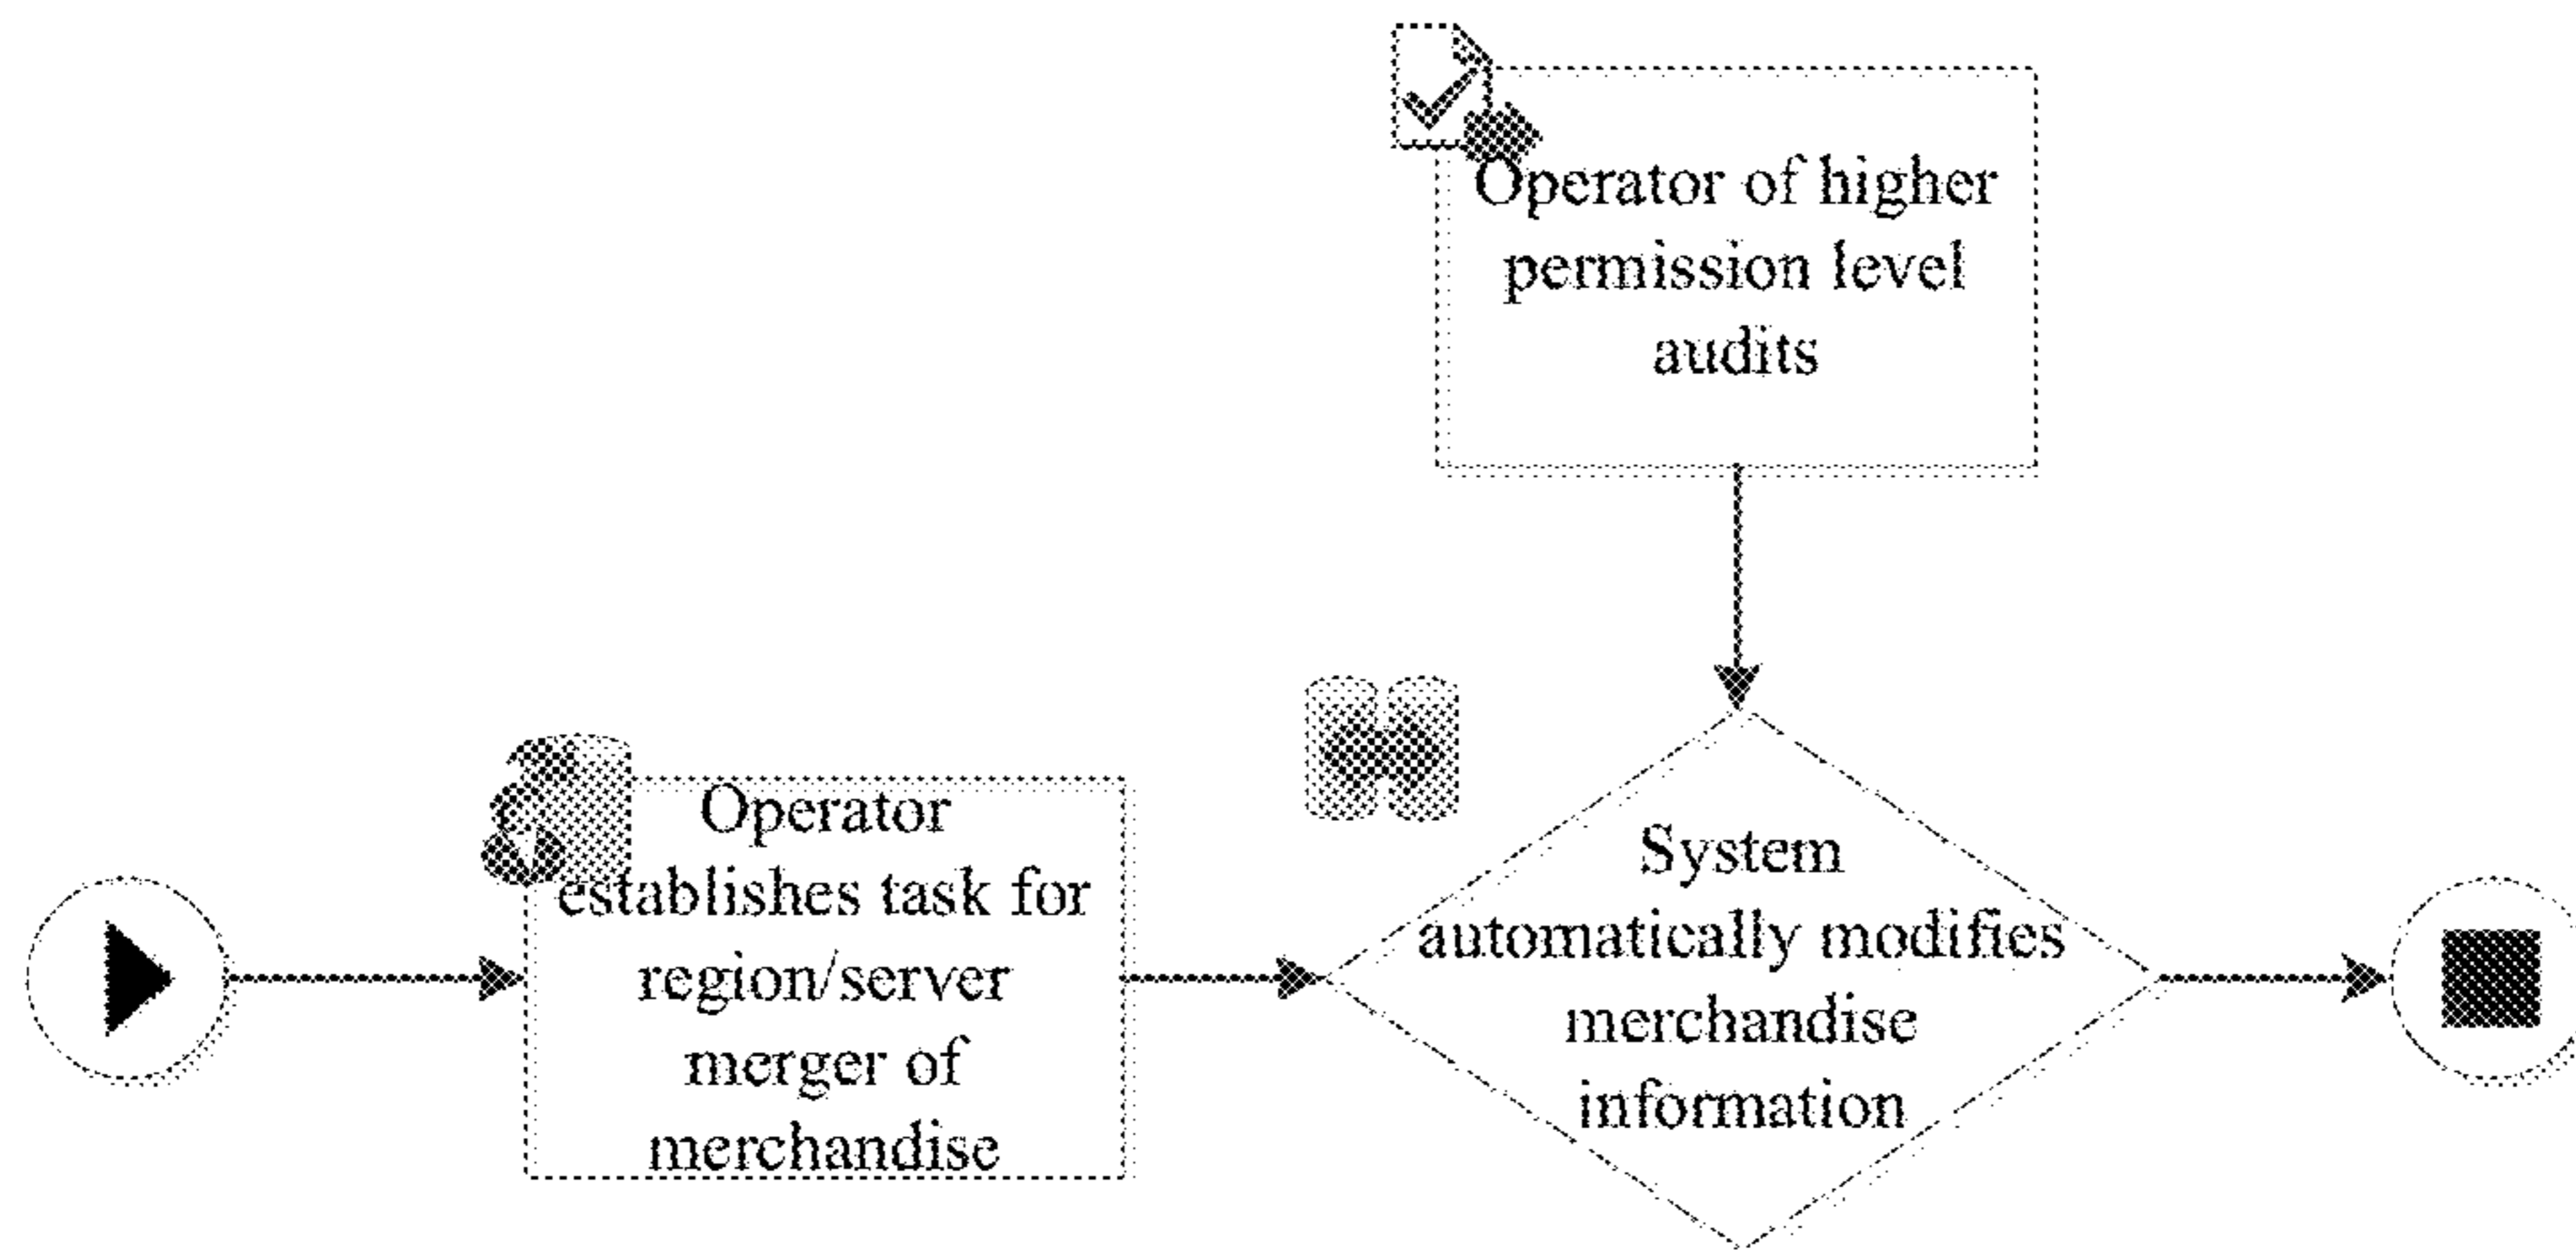 Operator of higher
permission level
audits
Operator
establishes task for
region/server
merger of
merchandise
System
automatically modifies
merchandise
information